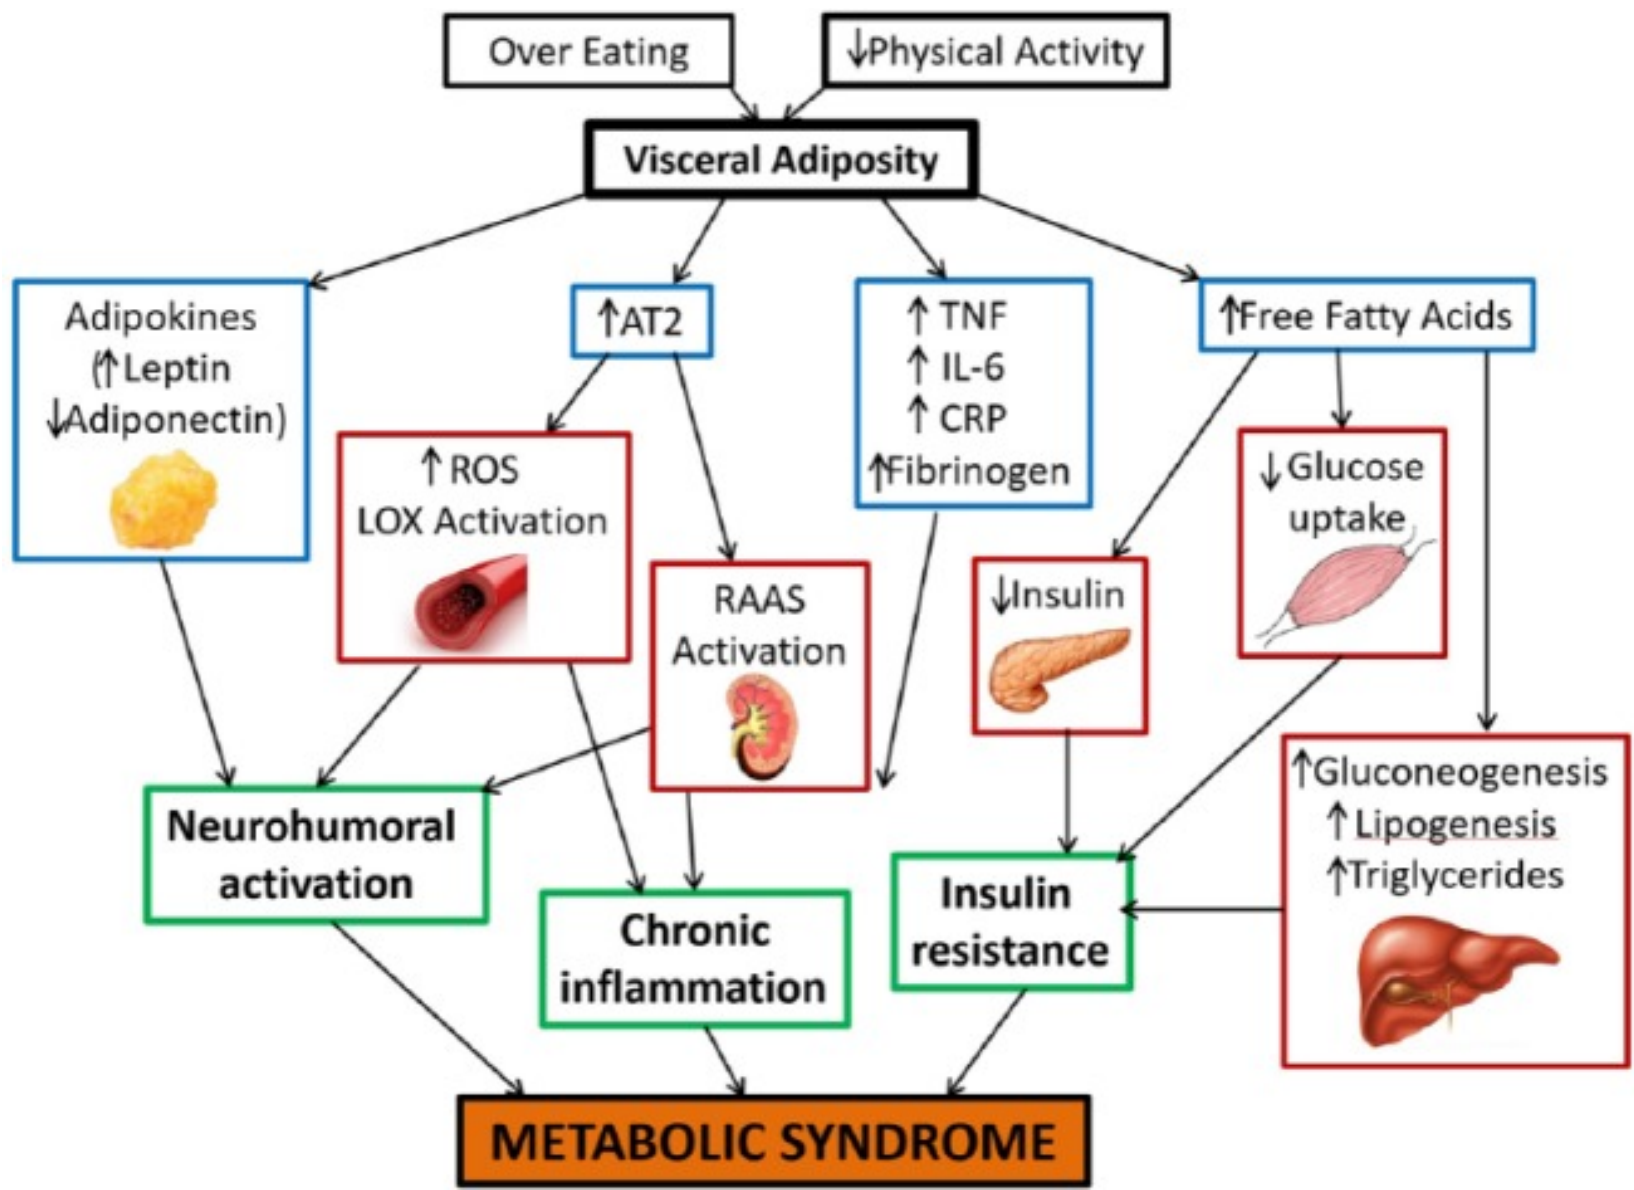 Over Eating
↓Physical Activity
Visceral Adiposity
Adipokines
(↑Leptin
↓Adiponectin)
↑AT2
↑ TNF
↑ IL-6
↑ CRP
↑Fibrinogen
↑Free Fatty Acids
↑ ROS
LOX Activation
RAAS
Activation
↓Insulin
↓ Glucose
uptake
↑Gluconeogenesis
↑ Lipogenesis
↑Triglycerides
Neurohumoral
activation
Chronic
inflammation
Insulin
resistance
METABOLIC SYNDROME